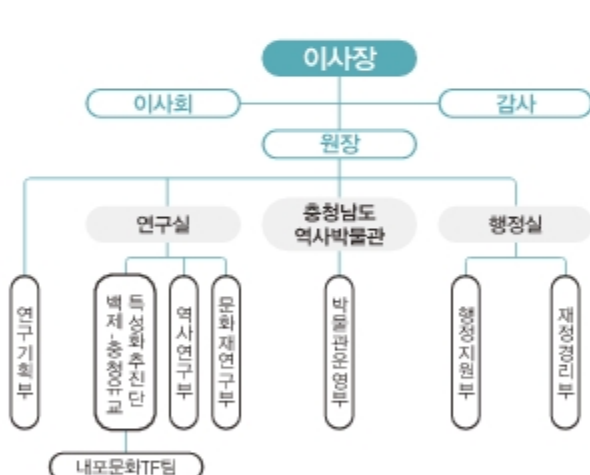 이사장
이사회
감사
원장
연구실
충청남도
역사박물관
행정실
연구기획부
백제·충청유교
특성화추진단
역사연구부
문화재연구부
박물관운영부
행정지원부
재정경리부
내포문화TF팀